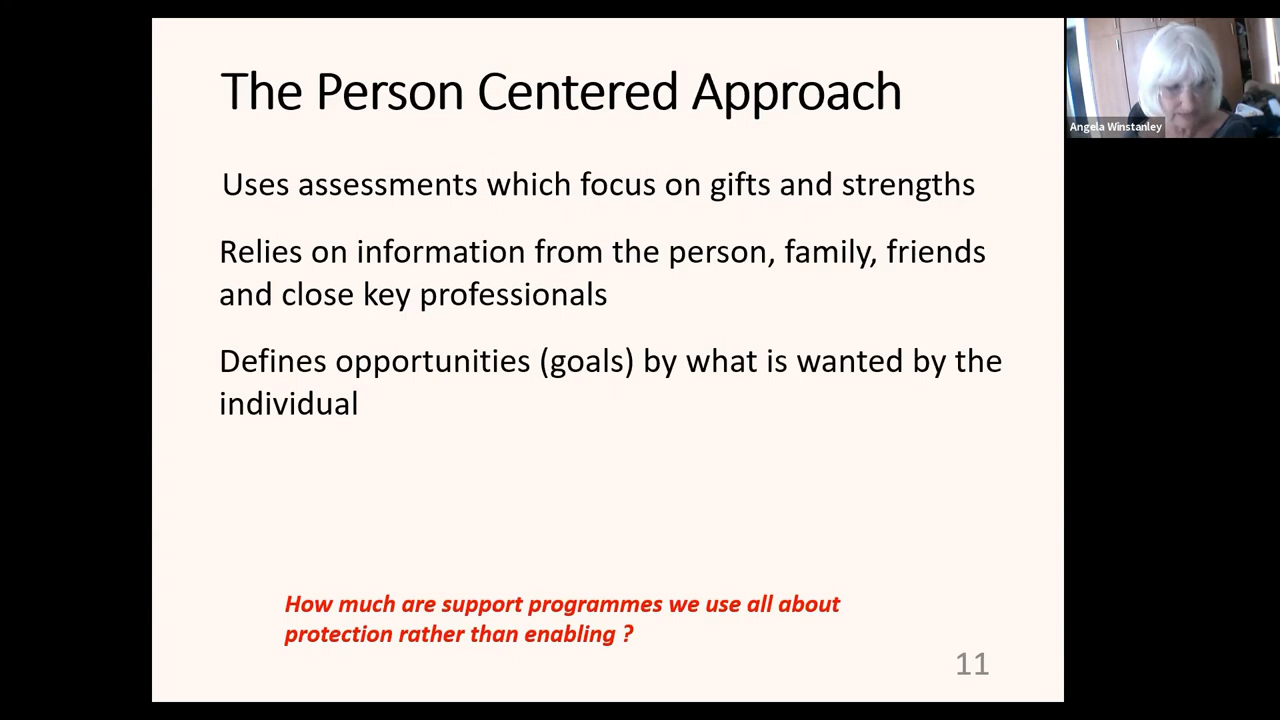 The Person Centered Approach
Uses assessments which focus on gifts and strengths
Relies on information from the person, family, friends
and close key professionals
Defines opportunities (goals) by what is wanted by the
individual
How much are support programmes we use all about
protection rather than enabling ?
11
Angela Winstanley